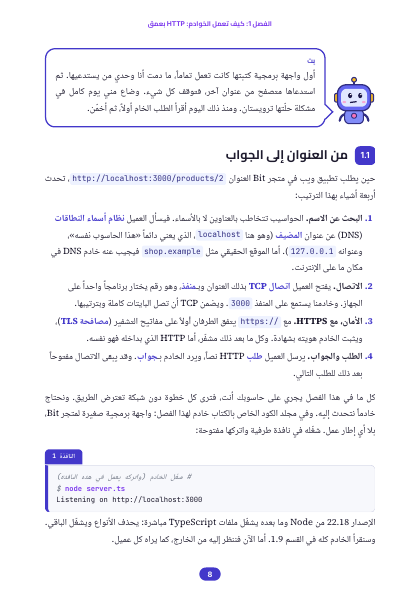 الفصل 1: كيف تعمل الخوادم: HTTP بعمق
بت
أول واجهة برمجية كتبتها كانت تعمل تماماً، ما دمت أنا وحدي من يستدعيها. ثم
استدعاها متصفح من عنوان آخر، فتوقف كل شيء. وضاع مني يوم كامل في
مشكلة حلّتها ترويستان. ومنذ ذلك اليوم أقرأ الطلب الخام أولاً، ثم أخمّن.
1.1 من العنوان إلى الجواب
حين يطلب تطبيق ويب في متجر Bit العنوان http://localhost:3000/products/2، تحدث
أربعة أشياء بهذا الترتيب:
1. البحث عن الاسم. الحواسيب تتخاطب بالعناوين لا بالأسماء. فيسأل العميل نظام أسماء النطاقات
(DNS) عن عنوان المضيف (وهو هنا localhost، الذي يعني دائماً «هذا الحاسوب نفسه»،
وعنوانه 127.0.0.1). أما الموقع الحقيقي مثل shop.example فيجيب عنه خادم DNS في
مكان ما على الإنترنت.
2. الاتصال. يفتح العميل اتصال TCP بذلك العنوان وبمنفذ، وهو رقم يختار برنامجاً واحداً على
الجهاز. وخادمنا يستمع على المنفذ 3000. ويضمن TCP أن تصل البايتات كاملة وبترتيبها.
3. الأمان، مع HTTPS. مع https:// يتفق الطرفان أولاً على مفاتيح التشفير (مصافحة TLS)،
ويثبت الخادم هويته بشهادة. وكل ما بعد ذلك مشفّر، أما HTTP الذي بداخله فهو نفسه.
4. الطلب والجواب. يرسل العميل طلب HTTP نصاً، ويرد الخادم بجواب. وقد يبقى الاتصال مفتوحاً
بعد ذلك للطلب التالي.
كل ما في هذا الفصل يجري على حاسوبك أنت، فترى كل خطوة دون شبكة تعترض الطريق. ونحتاج
خادماً نتحدث إليه. وفي مجلد الكود الخاص بالكتاب خادم لهذا الفصل: واجهة برمجية صغيرة لمتجر Bit،
بلا أي إطار عمل. شغّله في نافذة طرفية واتركها مفتوحة:
النافذة 1
# شغّل الخادم (واتركه يعمل في هذه النافذة)
$ node server.ts
Listening on http://localhost:3000
الإصدار 22.18 من Node وما بعده يشغّل ملفات TypeScript مباشرة: يحذف الأنواع ويشغّل الباقي.
وسنقرأ الخادم كله في القسم 1.9. أما الآن فننظر إليه من الخارج، كما يراه كل عميل.
8